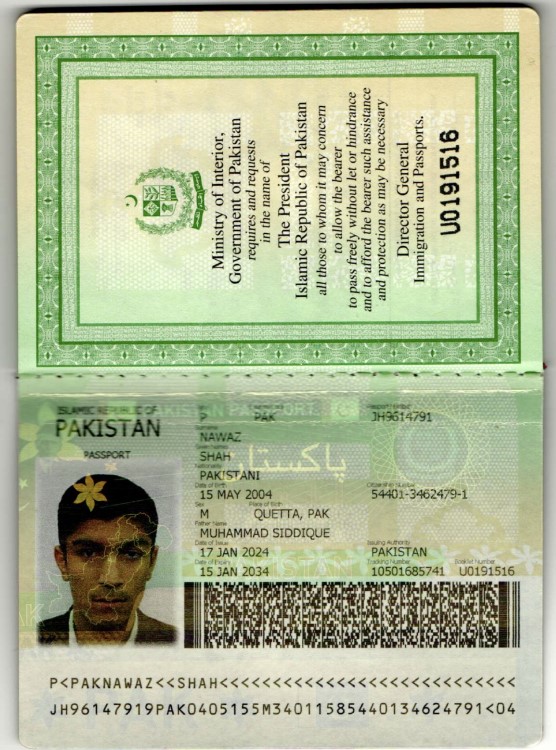 Ministry of Interior,
Government of Pakistan
requires and requests
in the name of
The President
Islamic Republic of Pakistan
all those to whom it may concern
to allow the bearer
to pass freely without let or hindrance
and to afford the bearer such assistance
and protection as may be necessary
Director General
Immigration and Passports.
U0191516
ISLAMIC REPUBLIC OF
PAKISTAN
PASSPORT
P PAK JH9614791
Surname
NAWAZ
SHAH
پاکستان
Nationality
PAKISTANI
Date of Birth Citizenship Number
15 MAY 2004 54401-3462479-1
Sex Place of Birth
M QUETTA, PAK
Father Name
MUHAMMAD SIDDIQUE
Date of Issue Issuing Authority
17 JAN 2024 PAKISTAN
Date of Expiry Tracking Number Booklet Number
15 JAN 2034 10501685741 U0191516
P<PAKNAWAZ<<SHAH<<<<<<<<<<<<<<<<<<<<<<<<<<<<
JH96147919PAK0405155M34011585440134624791<04